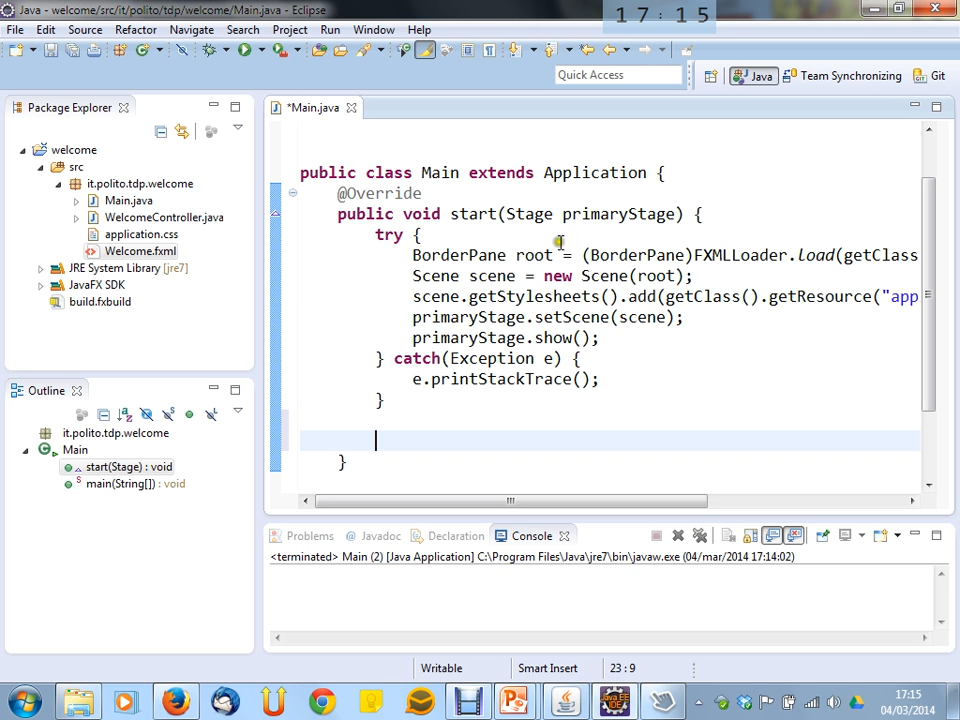 Java - welcome/src/it/polito/tdp/welcome/Main.java - Eclipse
17:15
File Edit Source Refactor Navigate Search Project Run Window Help
Quick Access
Java
Team Synchronizing
Git
Package Explorer
welcome
src
it.polito.tdp.welcome
Main.java
WelcomeController.java
application.css
Welcome.fxml
JRE System Library [jre7]
JavaFX SDK
build.fxbuild
*Main.java
public class Main extends Application {
@Override
public void start(Stage primaryStage) {
try {
BorderPane root = (BorderPane)FXMLLoader.load(getClass
Scene scene = new Scene(root);
scene.getStylesheets().add(getClass().getResource("app
primaryStage.setScene(scene);
primaryStage.show();
} catch(Exception e) {
e.printStackTrace();
}
}
Outline
it.polito.tdp.welcome
Main
start(Stage) : void
main(String[]) : void
Problems
Javadoc
Declaration
Console
<terminated> Main (2) [Java Application] C:\Program Files\Java\jre7\bin\javaw.exe (04/mar/2014 17:14:02)
Writable
Smart Insert
23 : 9
17:15
04/03/2014